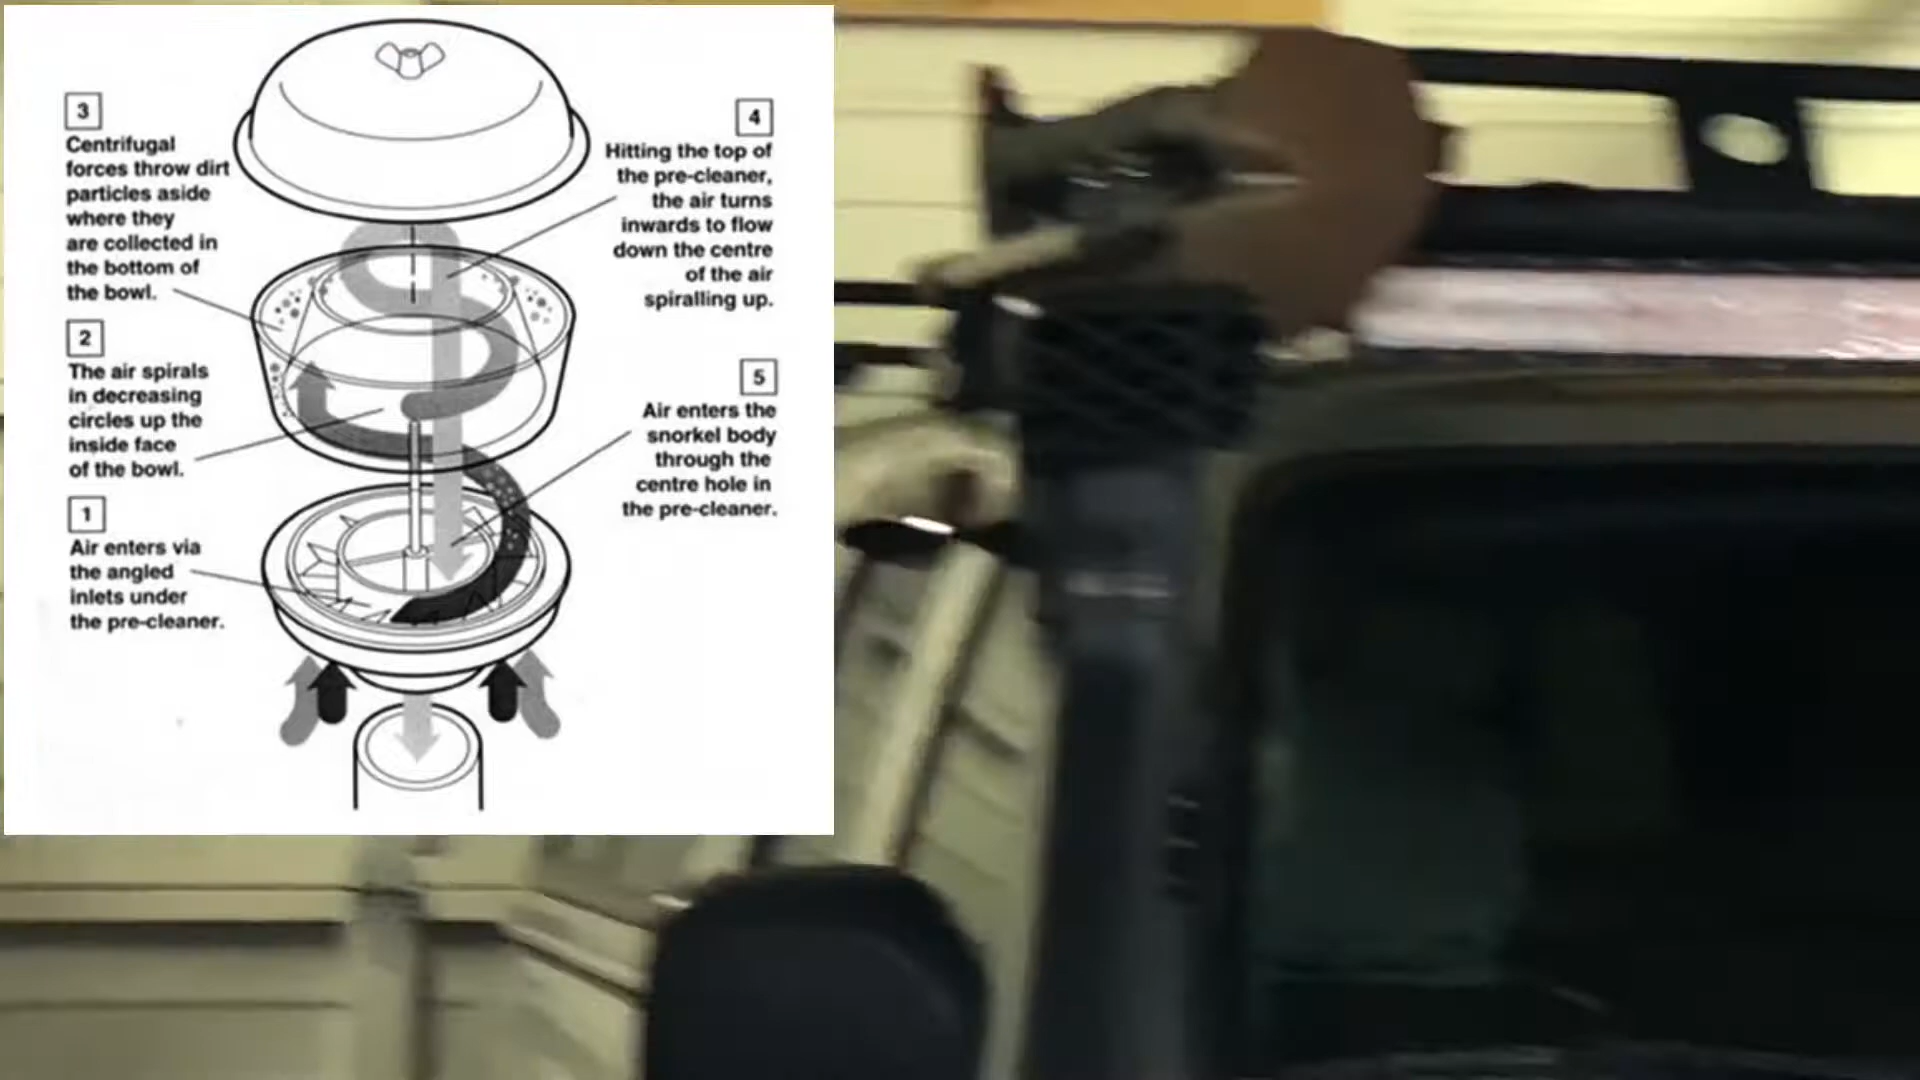 3
Centrifugal
forces throw dirt
particles aside
where they
are collected in
the bottom of
the bowl.
2
The air spirals
in decreasing
circles up the
inside face
of the bowl.
1
Air enters via
the angled
inlets under
the pre-cleaner.
4
Hitting the top of
the pre-cleaner,
the air turns
inwards to flow
down the centre
of the air
spiralling up.
5
Air enters the
snorkel body
through the
centre hole in
the pre-cleaner.